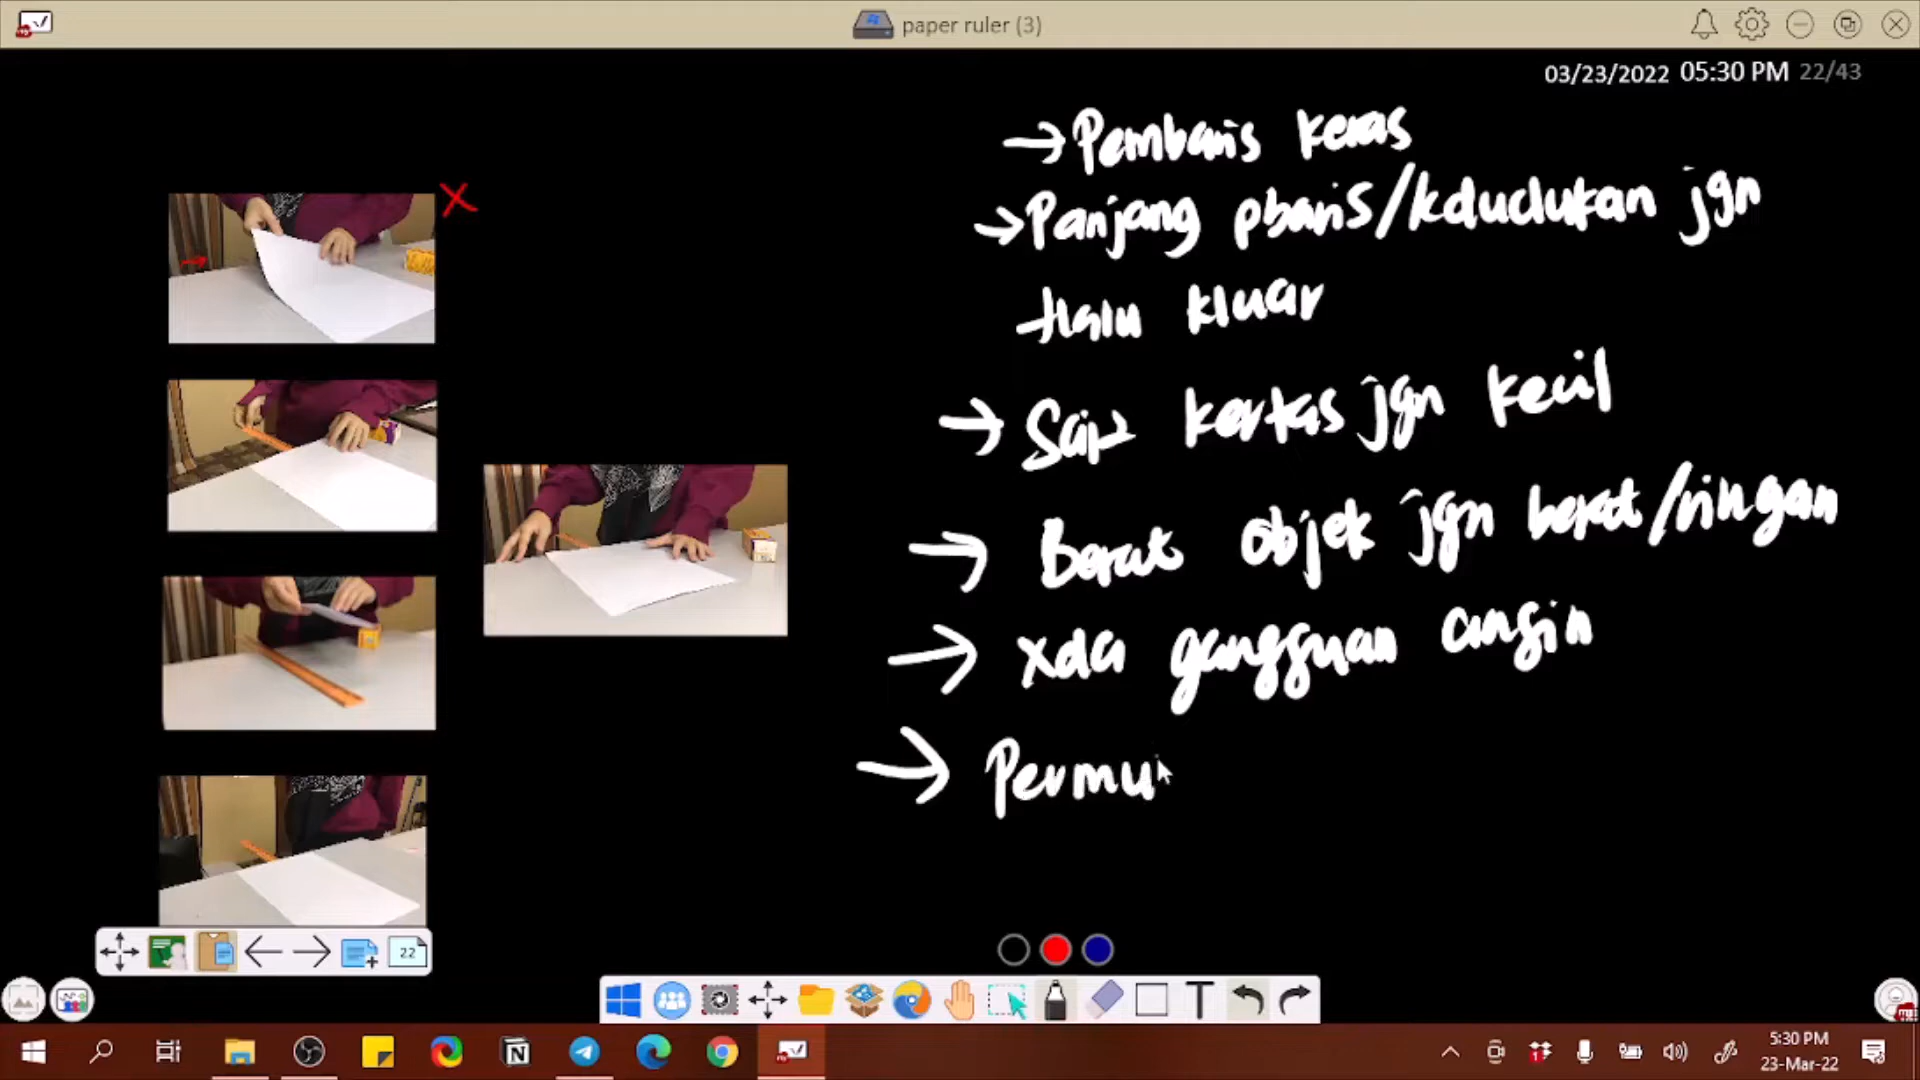 paper ruler (3)
03/23/2022 05:30 PM 22/43
→ Pembaris keras
→ Panjang pbaris/kdudukan jgn
tlalu kluar
→ Saiz kertas jgn kecil
→ Berat objek jgn berat/ringan
→ xda gangguan angin
→ Permu
22
T
5:30 PM
23-Mar-22